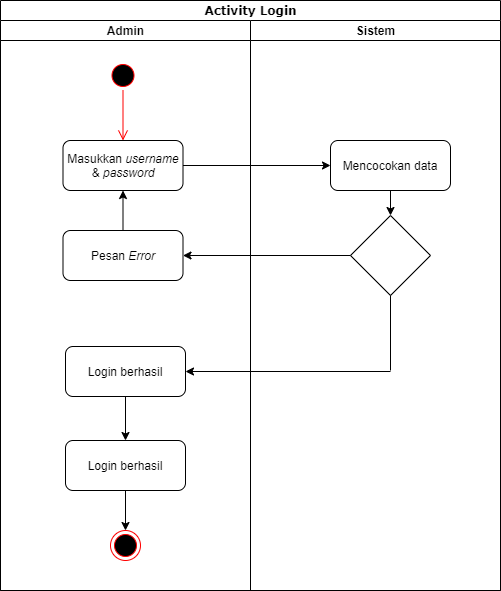 Activity Login
Admin
Sistem
Masukkan username
& password
Mencocokan data
Pesan Error
Login berhasil
Login berhasil